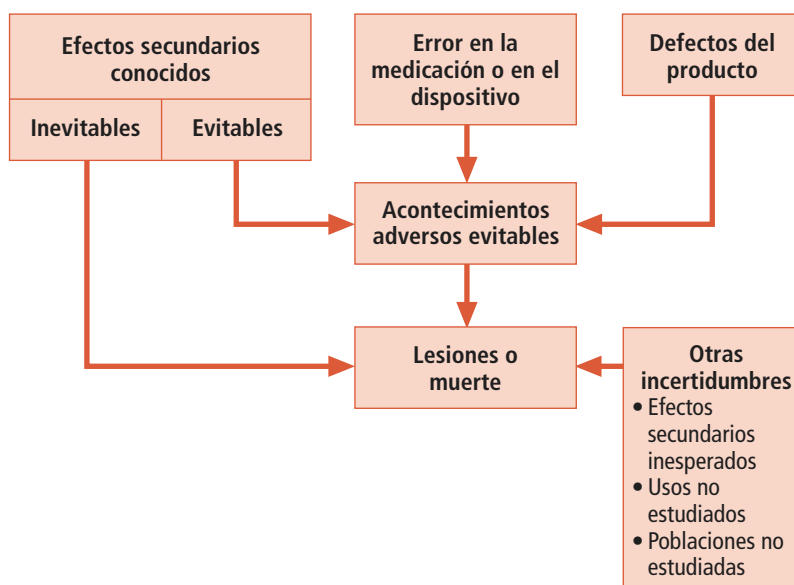 Efectos secundarios
conocidos
Inevitables
Evitables
Error en la
medicación o en el
dispositivo
Defectos del
producto
Acontecimientos
adversos evitables
Lesiones o
muerte
Otras
incertidumbres
• Efectos
secundarios
inesperados
• Usos no
estudiados
• Poblaciones no
estudiadas